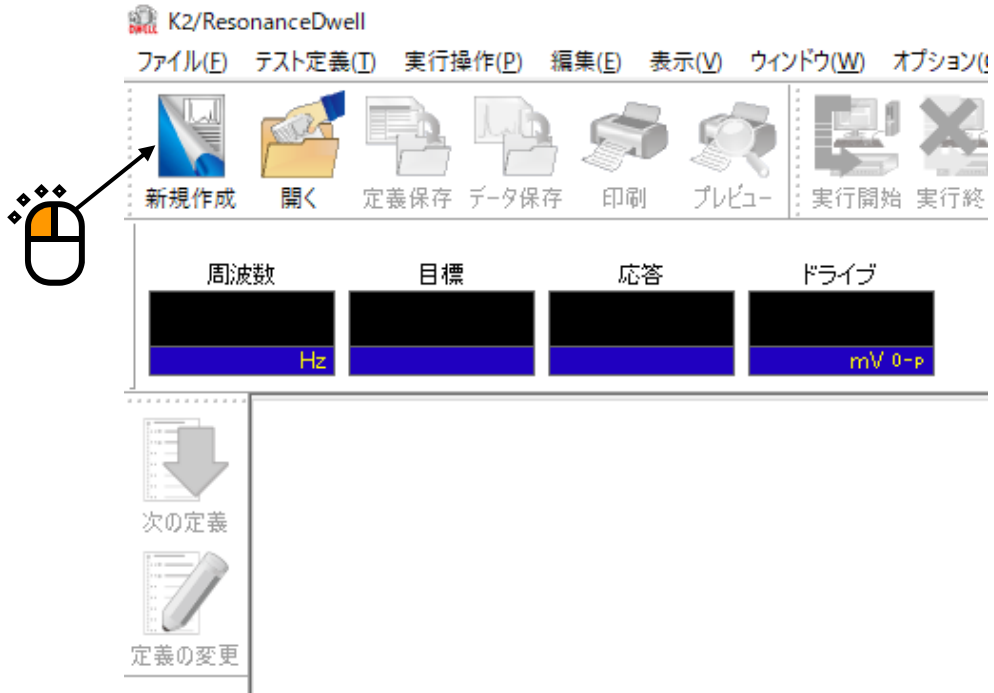 K2/ResonanceDwell
ファイル(F) テスト定義(T) 実行操作(P) 編集(E) 表示(V) ウィンドウ(W) オプション(
新規作成 開く 定義保存 データ保存 印刷 プレビュー 実行開始 実行終
周波数 目標 応答 ドライブ
Hz mV 0-p
次の定義
定義の変更